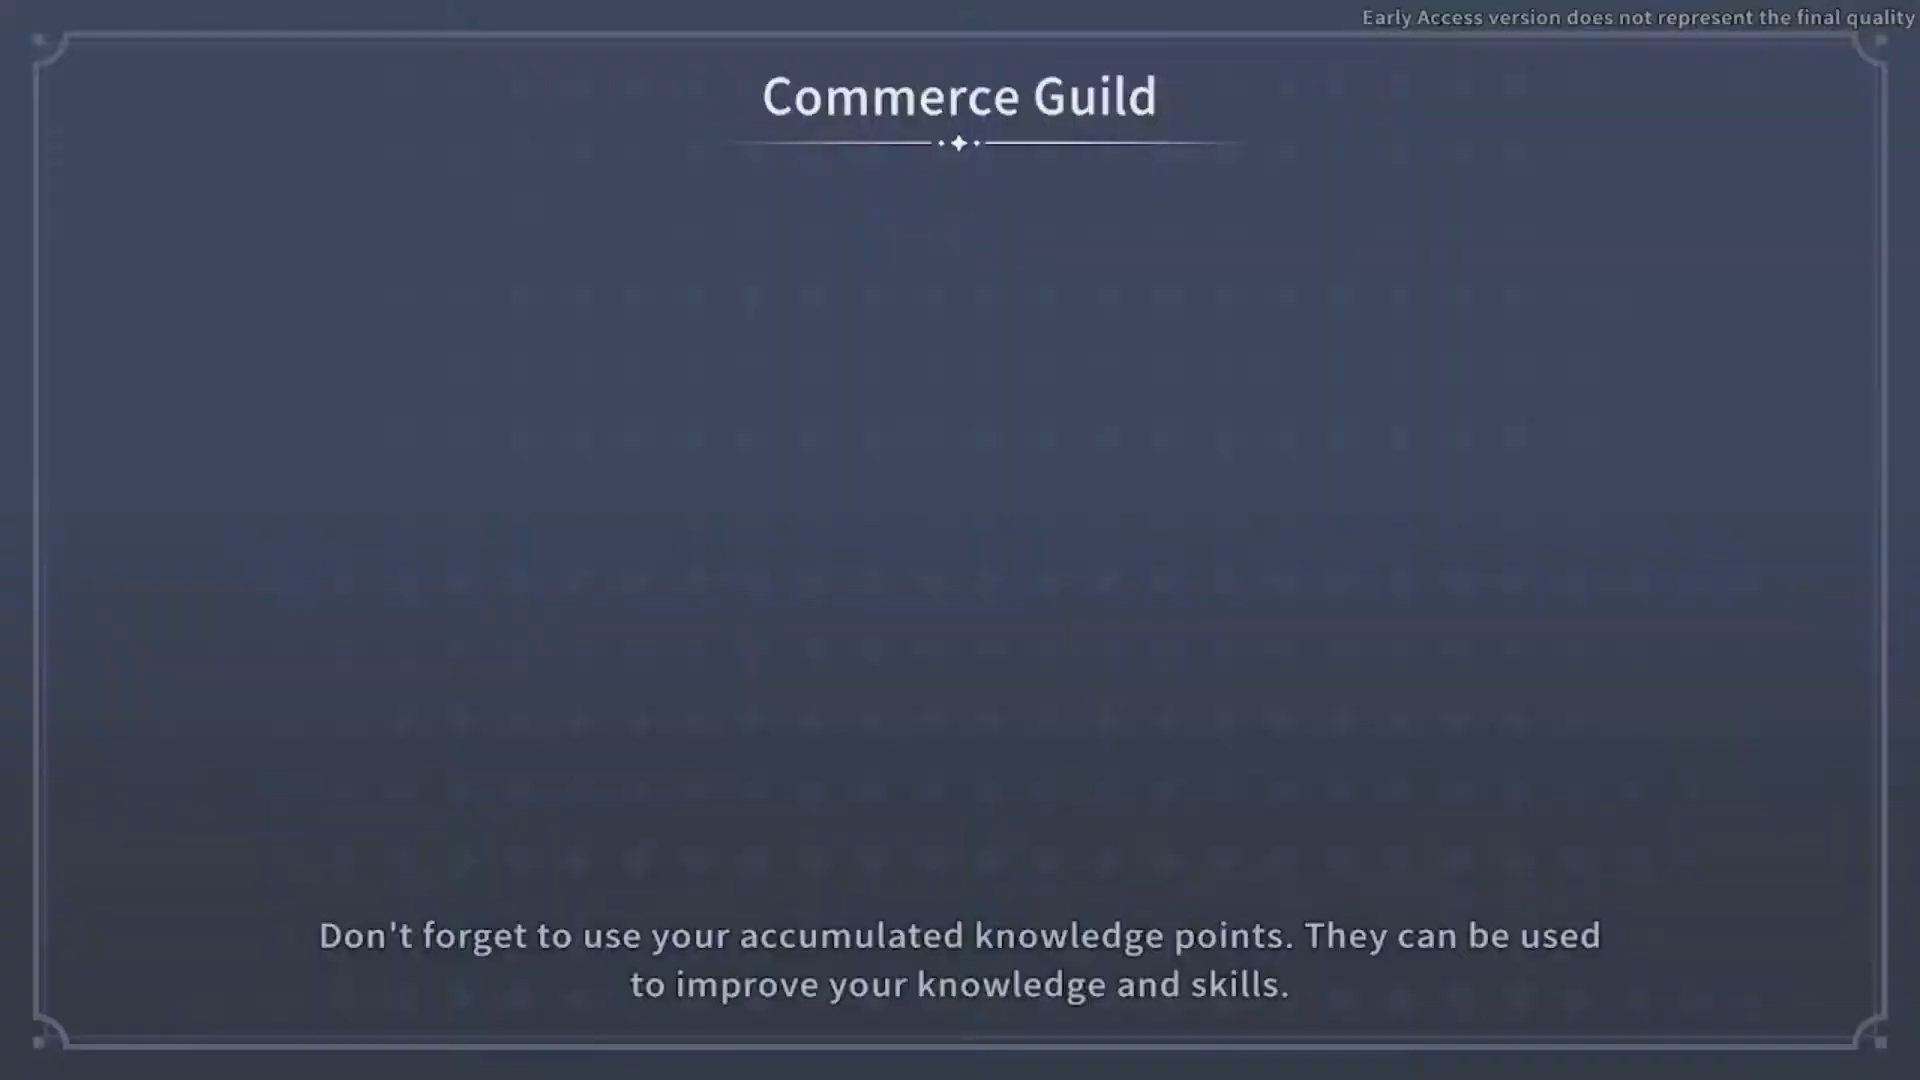 Early Access version does not represent the final quality
Commerce Guild
Don't forget to use your accumulated knowledge points. They can be used
to improve your knowledge and skills.